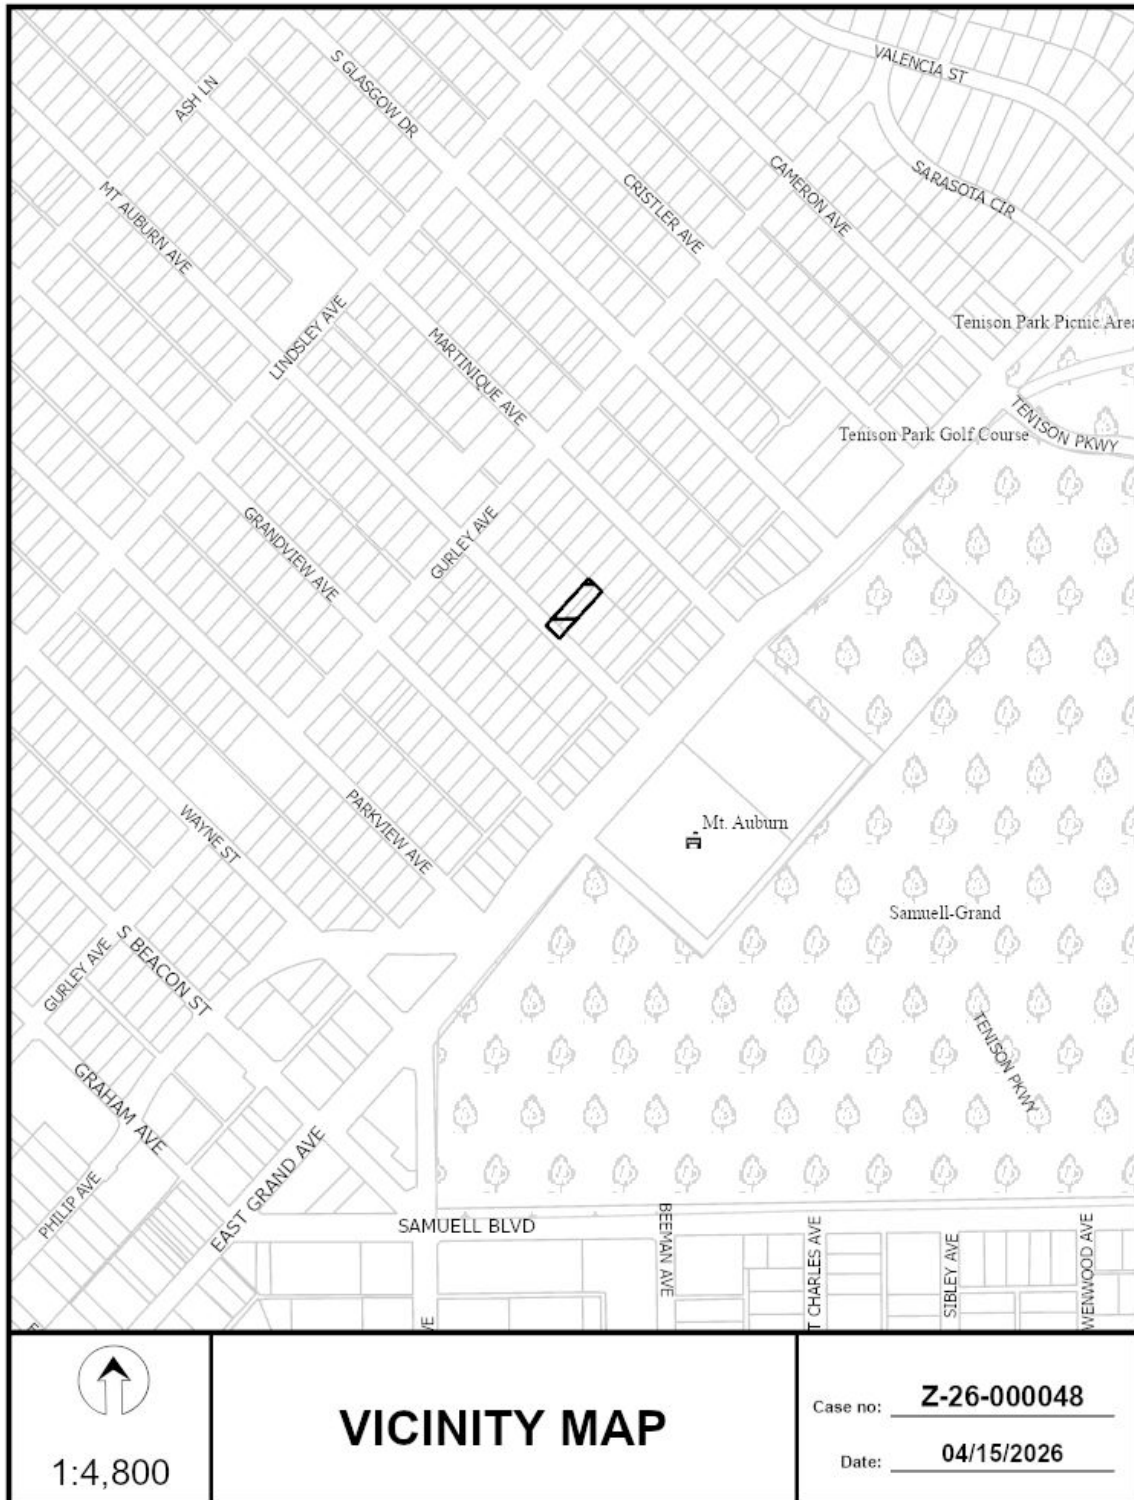 VALENCIA ST
S GLASGOW DR
ASH LN
SARASOTA CIR
CAMERON AVE
CRISTLER AVE
MT AUBURN AVE
LINDSLEY AVE
Tenison Park Picnic Area
MARTINIQUE AVE
TENISON PKWY
Tenison Park Golf Course
GURLEY AVE
GRANDVIEW AVE
Mt. Auburn
PARKVIEW AVE
WAYNE ST
Samuell-Grand
S BEACON ST
GURLEY AVE
TENISON PKWY
GRAHAM AVE
EAST GRAND AVE
PHILIP AVE
SAMUELL BLVD
BEEMAN AVE
T CHARLES AVE
SIBLEY AVE
WENWOOD AVE
VE
1:4,800
VICINITY MAP
Case no: Z-26-000048
Date: 04/15/2026